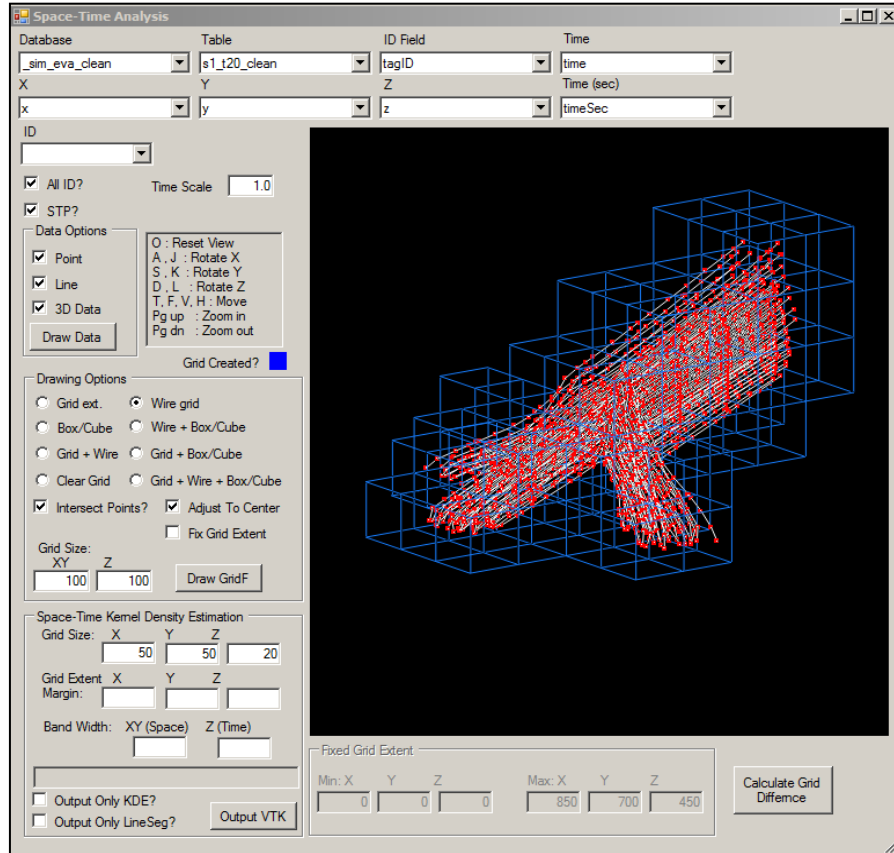 Space-Time Analysis
Database Table ID Field Time
_sim_eva_clean s1_t20_clean tagID time
X Y Z Time (sec)
x y z timeSec
ID
All ID? Time Scale 1.0
STP?
Data Options
Point
Line
3D Data
Draw Data
O : Reset View
A , J : Rotate X
S , K : Rotate Y
D , L : Rotate Z
T, F, V, H : Move
Pg up : Zoom in
Pg dn : Zoom out
Grid Created?
Drawing Options
Grid ext. Wire grid
Box/Cube Wire + Box/Cube
Grid + Wire Grid + Box/Cube
Clear Grid Grid + Wire + Box/Cube
Intersect Points? Adjust To Center
Fix Grid Extent
Grid Size:
XY Z
100 100 Draw GridF
Space-Time Kernel Density Estimation
Grid Size: X Y Z
50 50 20
Grid Extent X Y Z
Margin:
Band Width: XY (Space) Z (Time)
Output Only KDE?
Output Only LineSeg? Output VTK
Fixed Grid Extent
Min: X Y Z Max: X Y Z
0 0 0 850 700 450
Calculate Grid
Differnce